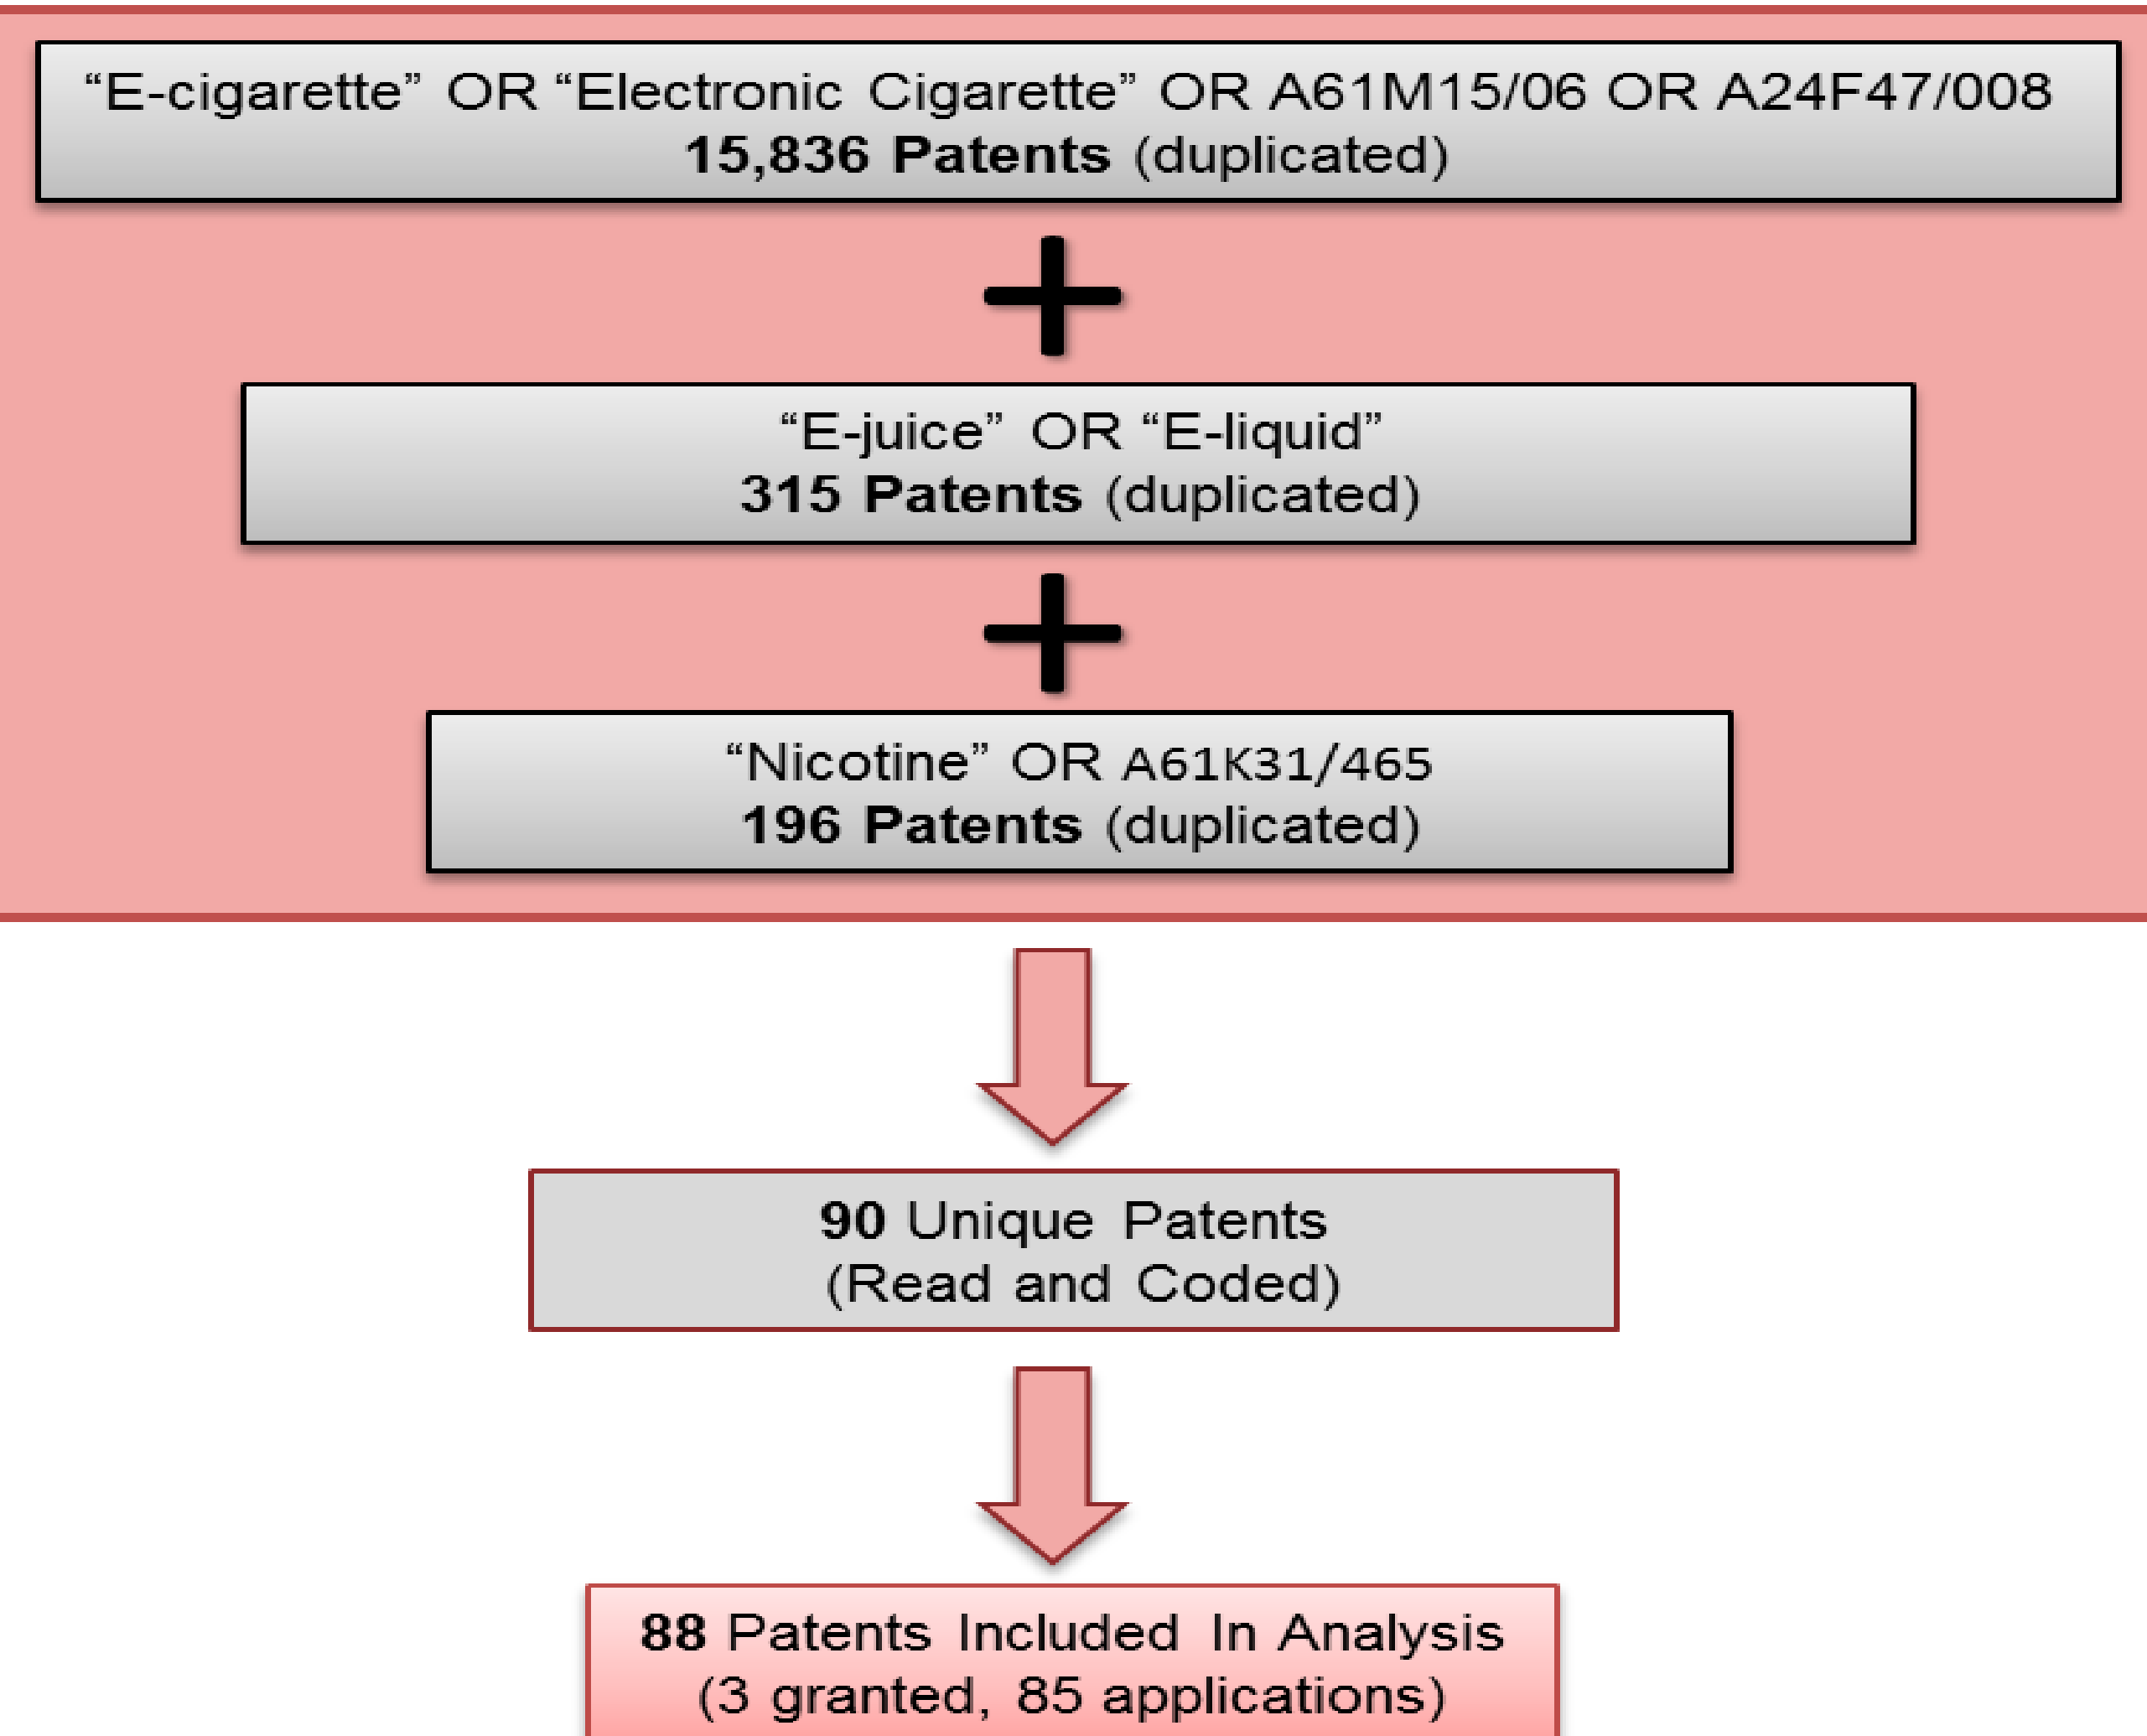 “E-cigarette” OR “Electronic Cigarette” OR A61M15/06 OR A24F47/008
15,836 Patents (duplicated)
+
“E-juice” OR “E-liquid”
315 Patents (duplicated)
+
“Nicotine” OR A61K31/465
196 Patents (duplicated)
90 Unique Patents
(Read and Coded)
88 Patents Included In Analysis
(3 granted, 85 applications)